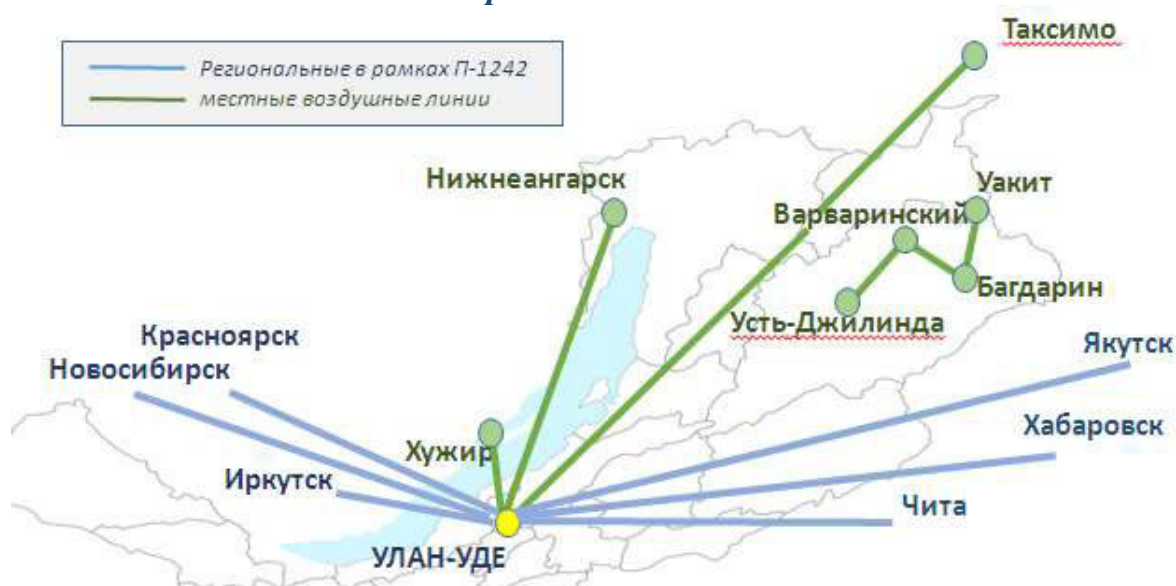 Таксимо
Региональные в рамках П-1242
местные воздушные линии
Нижнеангарск
Уакит
Варваринский
Багдарин
Усть-Джилинда
Красноярск
Новосибирск
Якутск
Хабаровск
Хужир
Иркутск
Чита
УЛАН-УДЕ